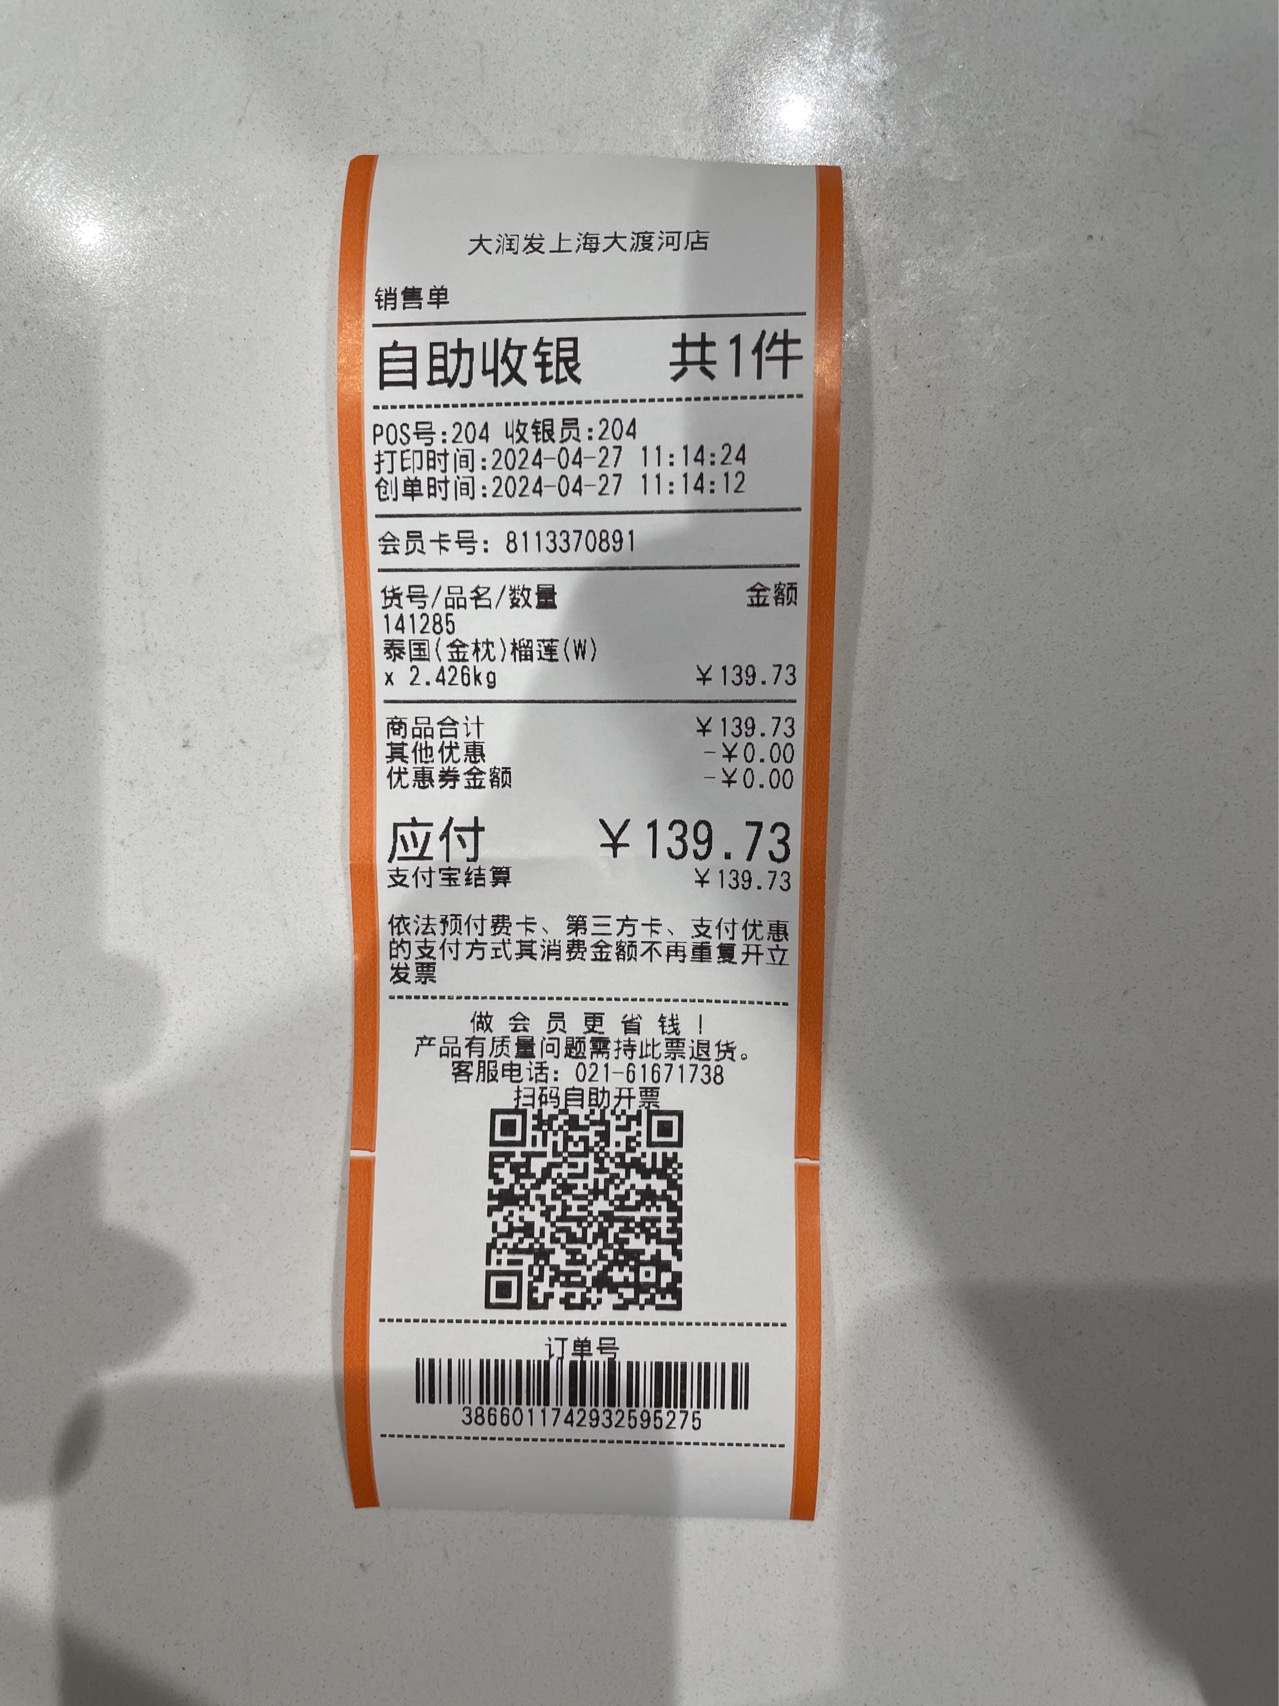 大润发上海大渡河店
销售单
自助收银 共1件
POS号:204 收银员:204
打印时间:2024-04-27 11:14:24
创单时间:2024-04-27 11:14:12
会员卡号: 8113370891
货号/品名/数量 金额
141285
泰国(金枕)榴莲(W)
x 2.426kg ¥139.73
商品合计 ¥139.73
其他优惠 -¥0.00
优惠券金额 -¥0.00
应付 ¥139.73
支付宝结算 ¥139.73
依法预付费卡、第三方卡、支付优惠
的支付方式其消费金额不再重复开立
发票
做会员更省钱!
产品有质量问题需持此票退货。
客服电话: 021-61671738
扫码自助开票
订单号
3866011742932595275